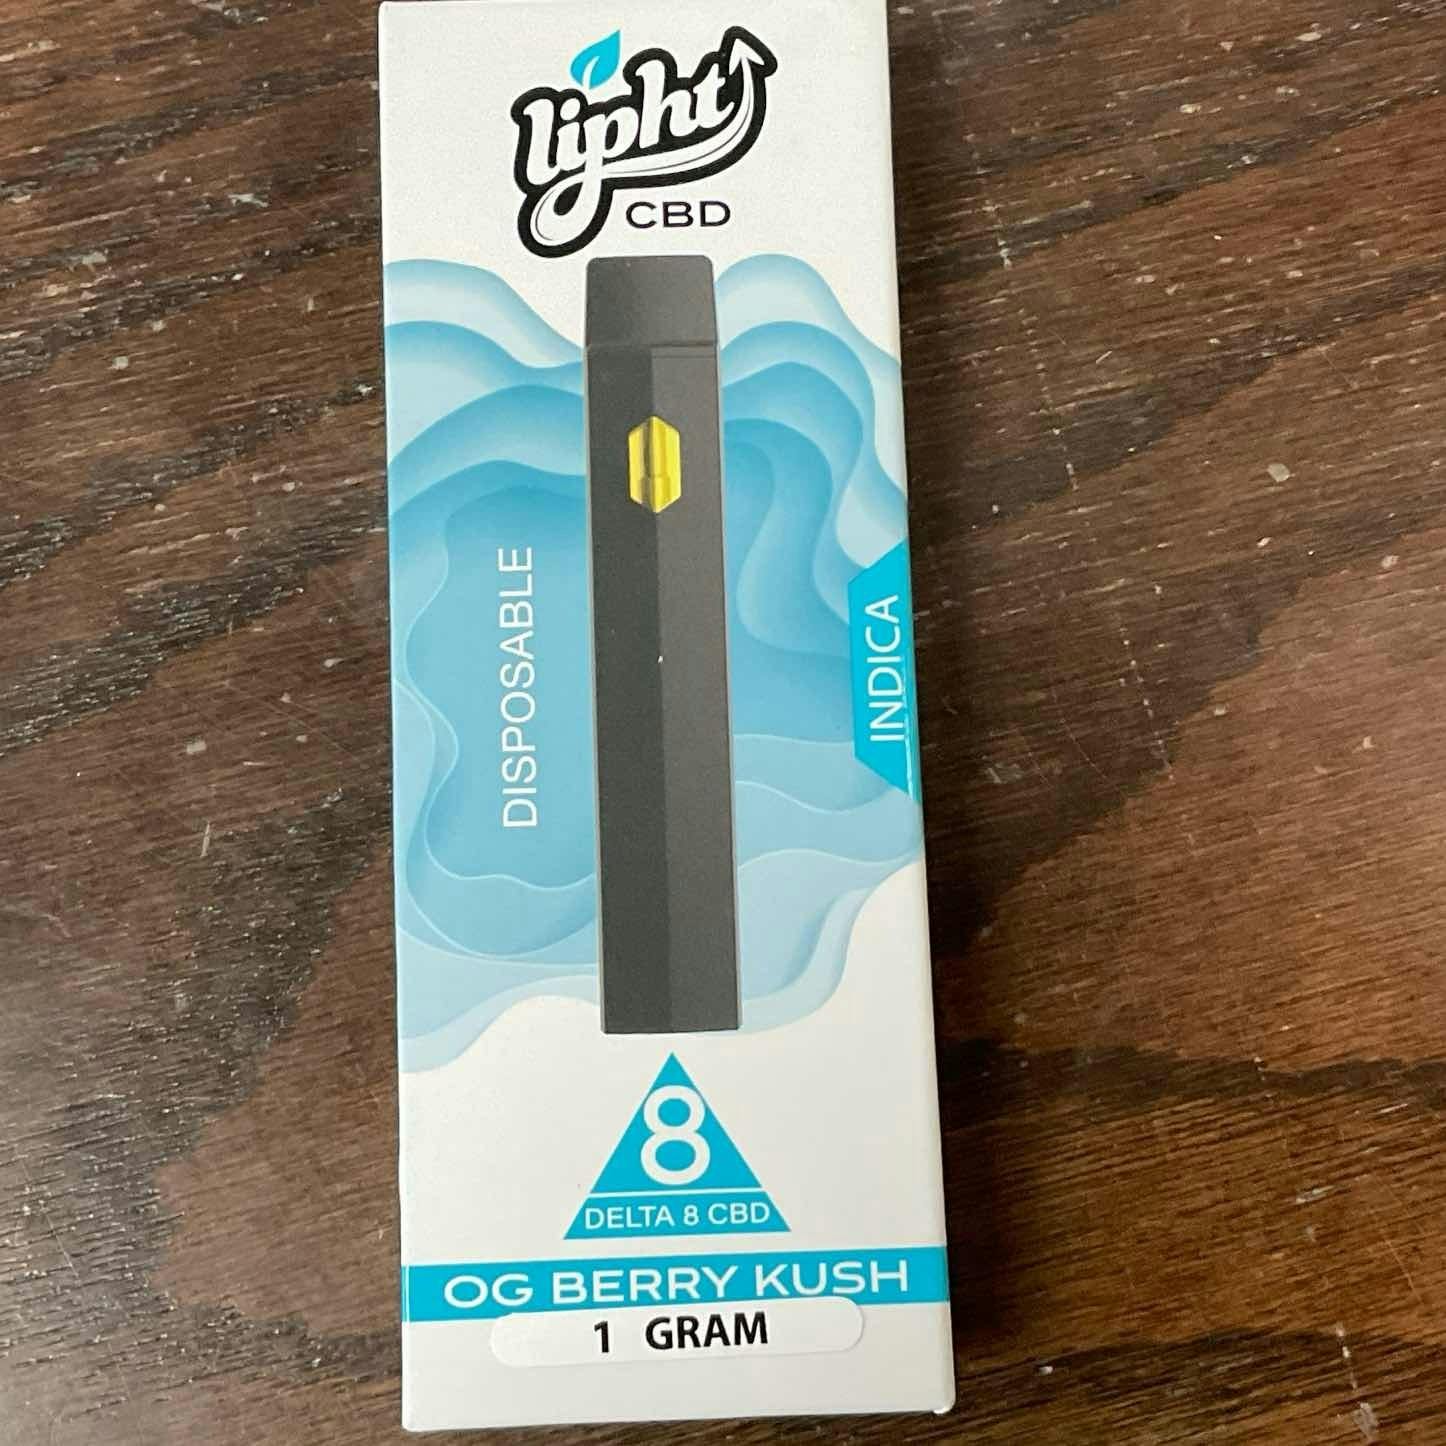 lipht
CBD
DISPOSABLE
INDICA
8
DELTA 8 CBD
OG BERRY KUSH
1 GRAM